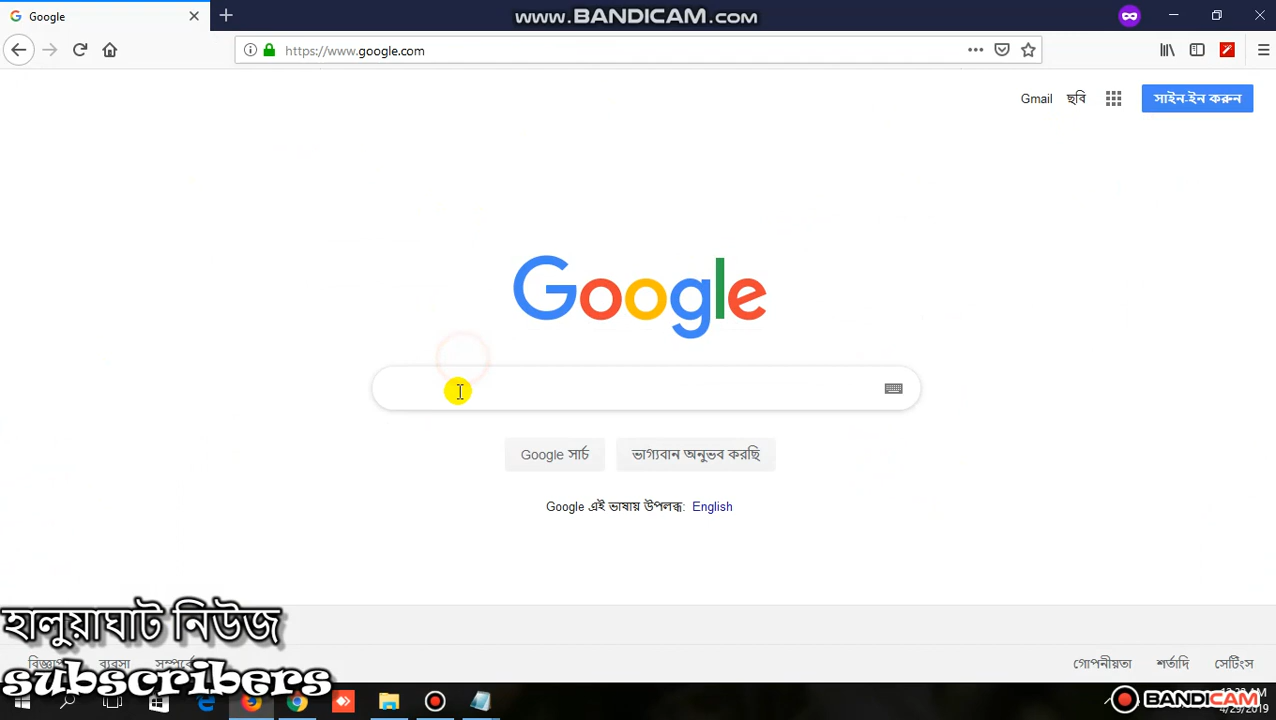 Google
www.BANDICAM.com
https://www.google.com
Gmail ছবি সাইন-ইন করুন
Google
Google সার্চ ভাগ্যবান অনুভব করছি
Google এই ভাষায় উপলব্ধ: English
হালুয়াঘাট নিউজ
subscribers
গোপনীয়তা শর্তাদি সেটিংস
BANDICAM
4/29/2019